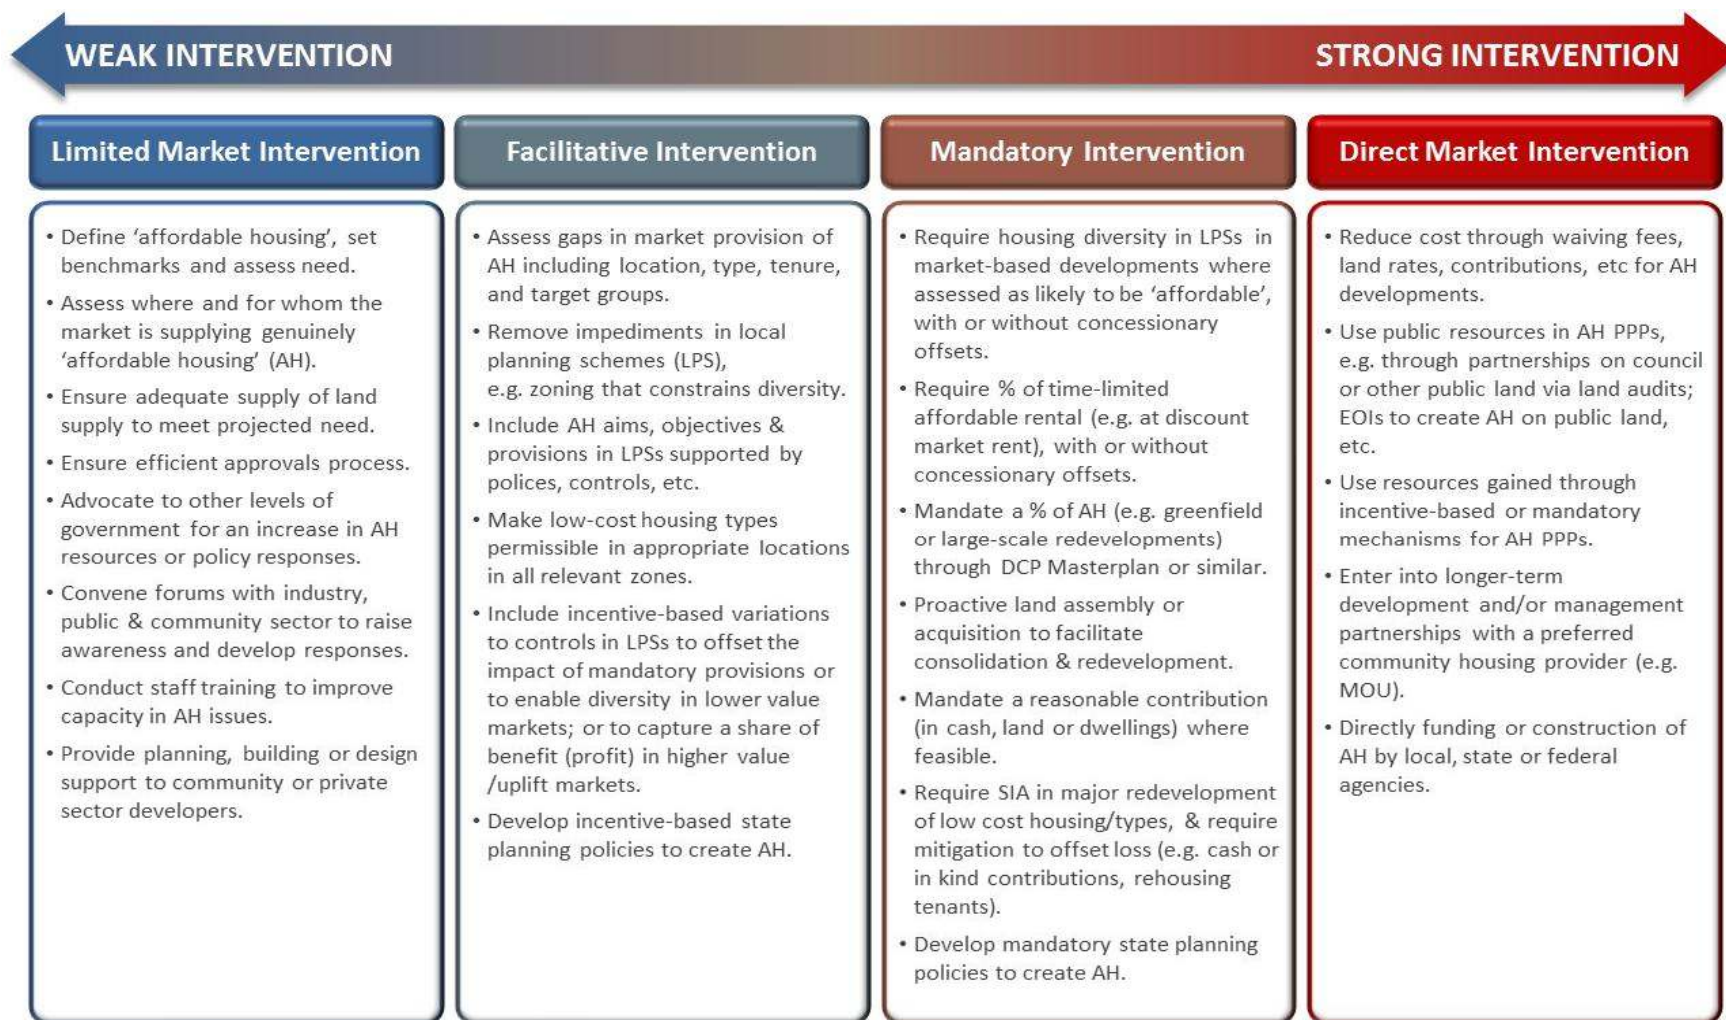 WEAK INTERVENTION
STRONG INTERVENTION
Limited Market Intervention
• Define ‘affordable housing’, set
benchmarks and assess need.
• Assess where and for whom the
market is supplying genuinely
‘affordable housing’ (AH).
• Ensure adequate supply of land
supply to meet projected need.
• Ensure efficient approvals process.
• Advocate to other levels of
government for an increase in AH
resources or policy responses.
• Convene forums with industry,
public & community sector to raise
awareness and develop responses.
• Conduct staff training to improve
capacity in AH issues.
• Provide planning, building or design
support to community or private
sector developers.
Facilitative Intervention
• Assess gaps in market provision of
AH including location, type, tenure,
and target groups.
• Remove impediments in local
planning schemes (LPS),
e.g. zoning that constrains diversity.
• Include AH aims, objectives &
provisions in LPSs supported by
polices, controls, etc.
• Make low-cost housing types
permissible in appropriate locations
in all relevant zones.
• Include incentive-based variations
to controls in LPSs to offset the
impact of mandatory provisions or
to enable diversity in lower value
markets; or to capture a share of
benefit (profit) in higher value
/uplift markets.
• Develop incentive-based state
planning policies to create AH.
Mandatory Intervention
• Require housing diversity in LPSs in
market-based developments where
assessed as likely to be ‘affordable’,
with or without concessionary
offsets.
• Require % of time-limited
affordable rental (e.g. at discount
market rent), with or without
concessionary offsets.
• Mandate a % of AH (e.g. greenfield
or large-scale redevelopments)
through DCP Masterplan or similar.
• Proactive land assembly or
acquisition to facilitate
consolidation & redevelopment.
• Mandate a reasonable contribution
(in cash, land or dwellings) where
feasible.
• Require SIA in major redevelopment
of low cost housing/types, & require
mitigation to offset loss (e.g. cash or
in kind contributions, rehousing
tenants).
• Develop mandatory state planning
policies to create AH.
Direct Market Intervention
• Reduce cost through waiving fees,
land rates, contributions, etc for AH
developments.
• Use public resources in AH PPPs,
e.g. through partnerships on council
or other public land via land audits;
EOIs to create AH on public land,
etc.
• Use resources gained through
incentive-based or mandatory
mechanisms for AH PPPs.
• Enter into longer-term
development and/or management
partnerships with a preferred
community housing provider (e.g.
MOU).
• Directly funding or construction of
AH by local, state or federal
agencies.